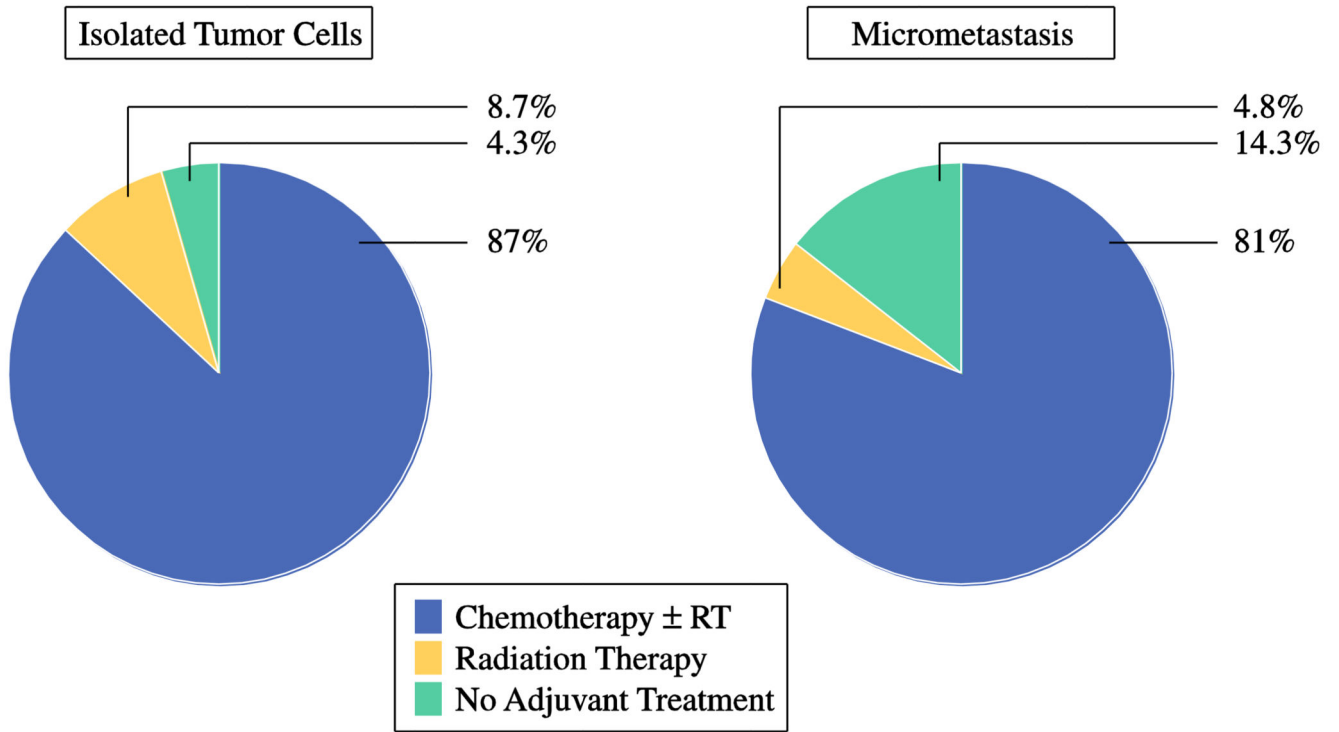 Isolated Tumor Cells
8.7%
4.3%
87%
Micrometastasis
4.8%
14.3%
81%
Chemotherapy ± RT
Radiation Therapy
No Adjuvant Treatment